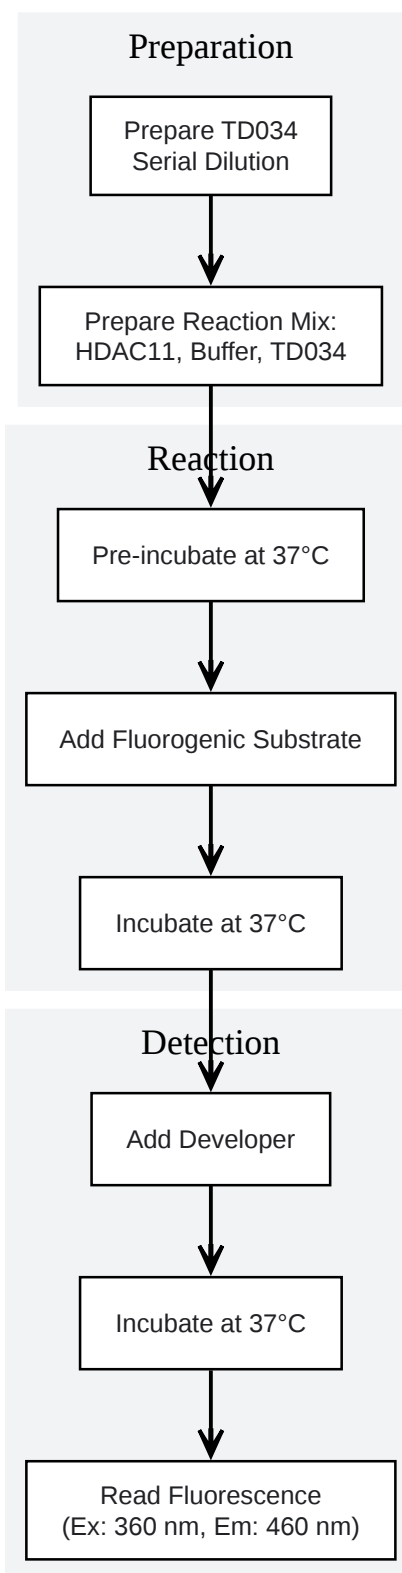 Preparation
Prepare TD034
Serial Dilution
Prepare Reaction Mix:
HDAC11, Buffer, TD034
Reaction
Pre-incubate at 37°C
Add Fluorogenic Substrate
Incubate at 37°C
Detection
Add Developer
Incubate at 37°C
Read Fluorescence
(Ex: 360 nm, Em: 460 nm)